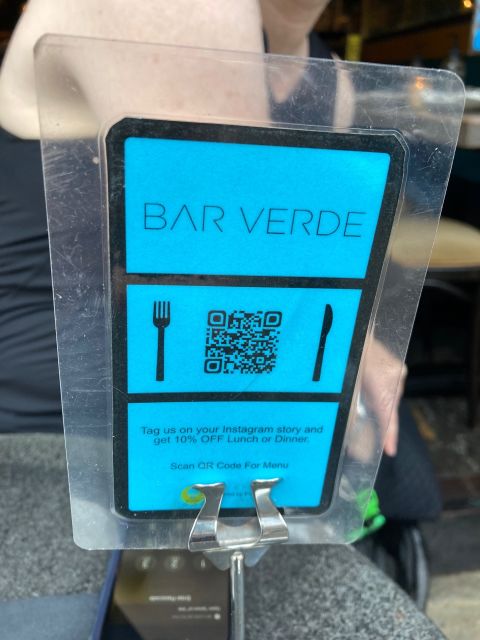 BAR VERDE
Tag us on your Instagram story and
get 10% OFF Lunch or Dinner.
Scan QR Code For Menu
by